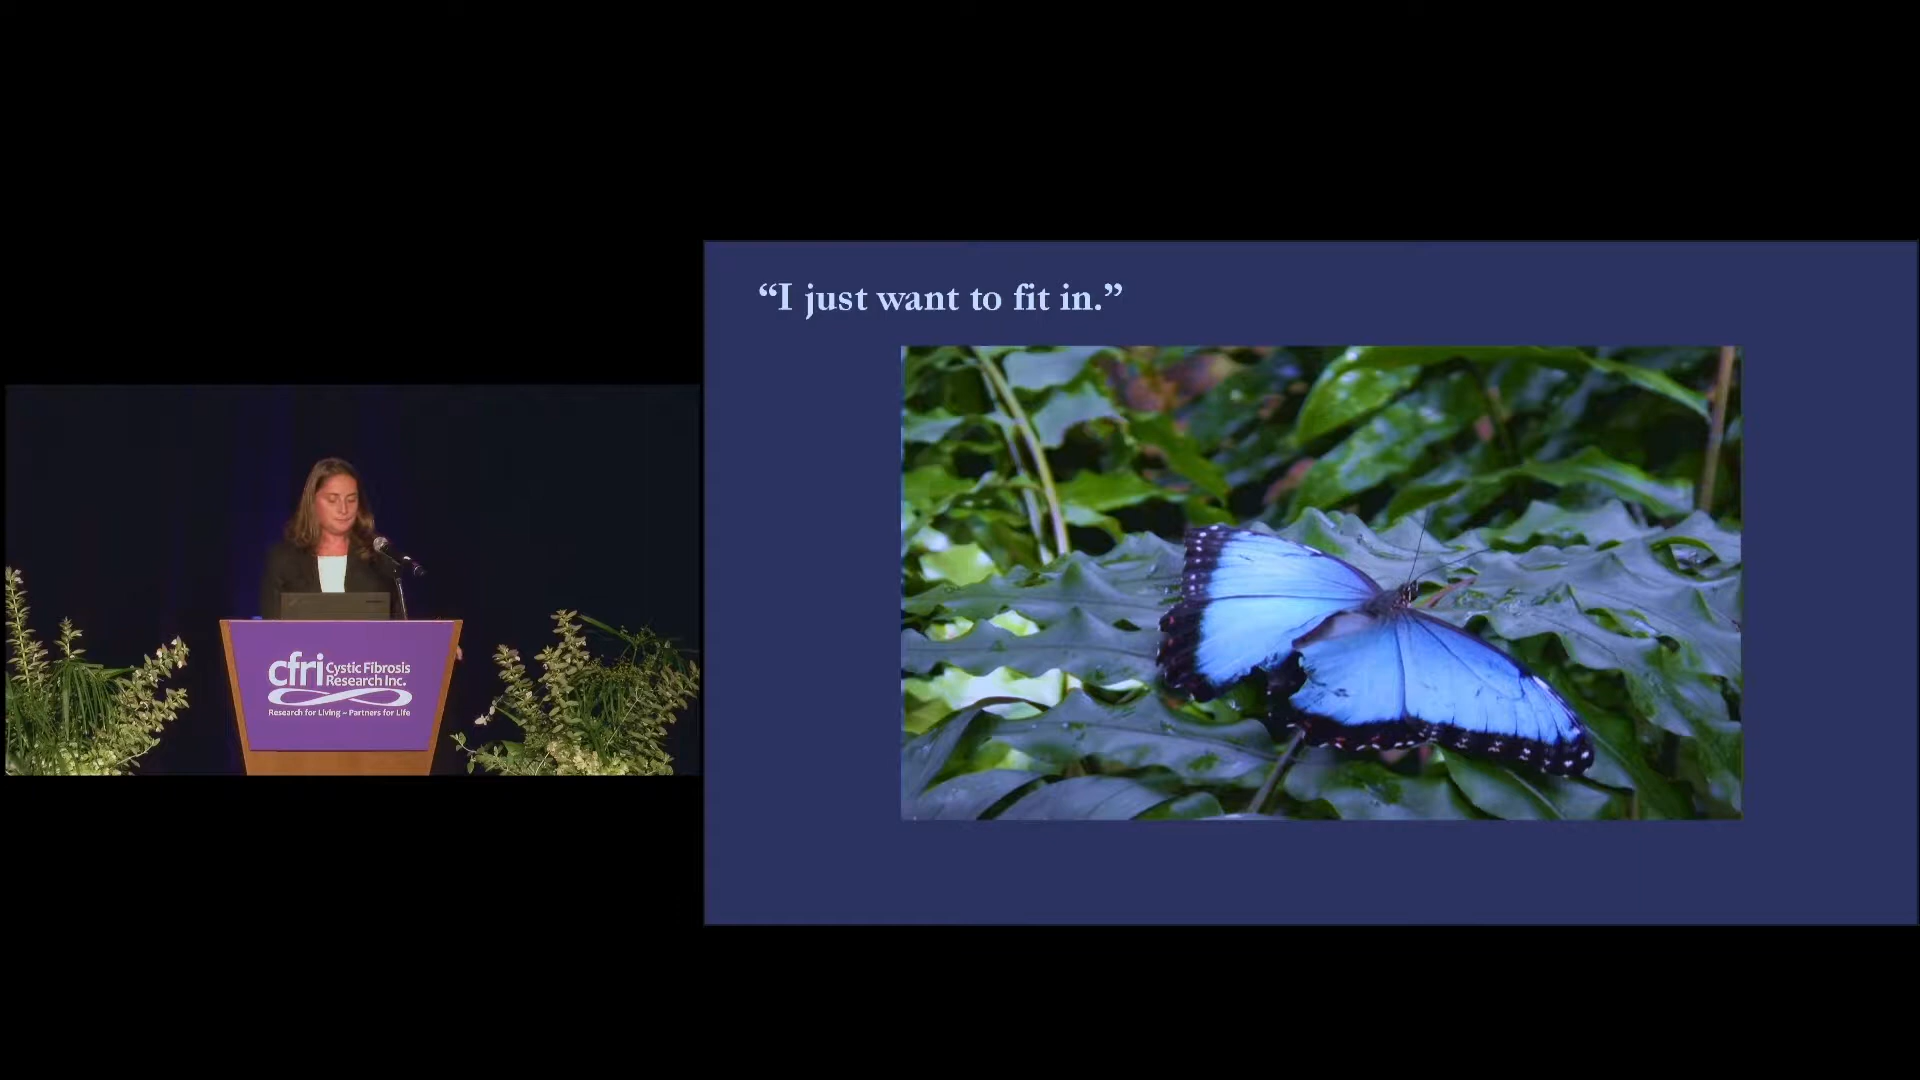 “I just want to fit in.”
cfri Cystic Fibrosis
Research Inc.
Research for Living ~ Partners for Life